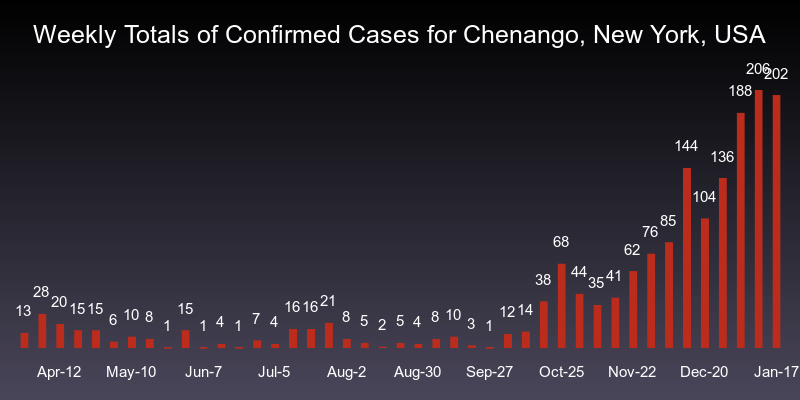 Weekly Totals of Confirmed Cases for Chenango, New York, USA
13 28 20 15 15 6 10 8 1 15 1 4 1 7 4 16 16 21 8 5 2 5 4 8 10 3 1 12 14 38 68 44 35 41 62 76 85 144 104 136 188 206 202
Apr-12 May-10 Jun-7 Jul-5 Aug-2 Aug-30 Sep-27 Oct-25 Nov-22 Dec-20 Jan-17